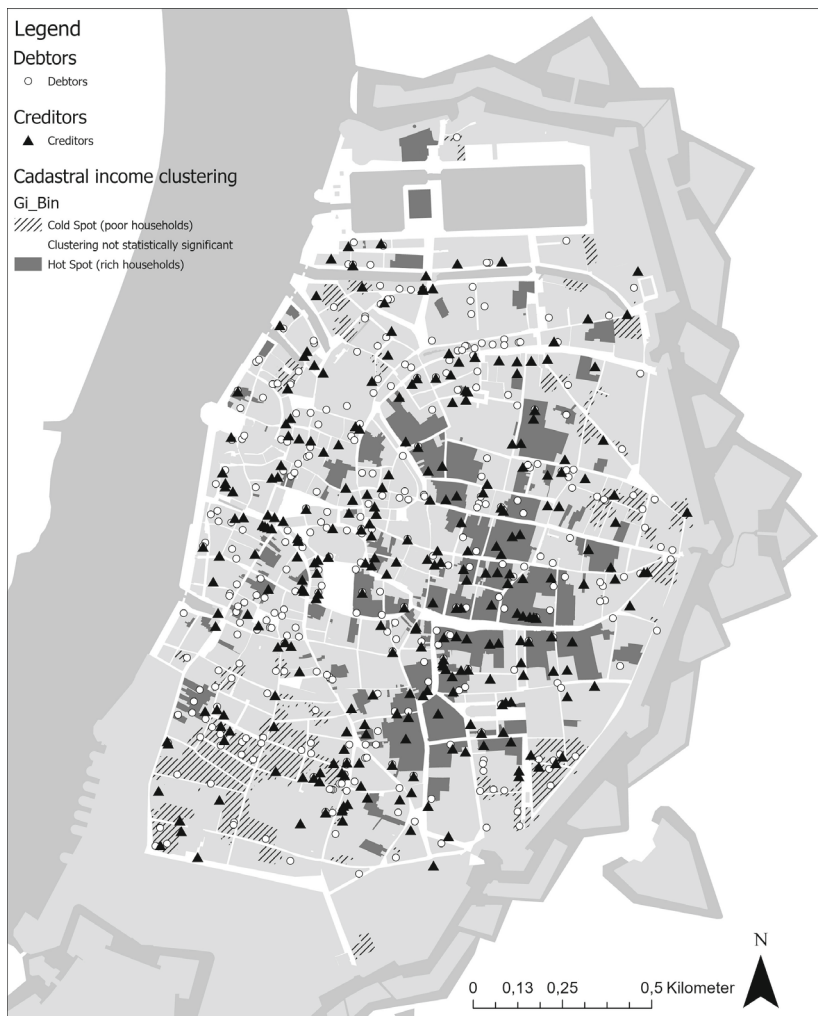 Legend
Debtors
Debtors
Creditors
Creditors
Cadastral income clustering
Gi_Bin
Cold Spot (poor households)
Clustering not statistically significant
Hot Spot (rich households)
N
0 0,13 0,25 0,5 Kilometer